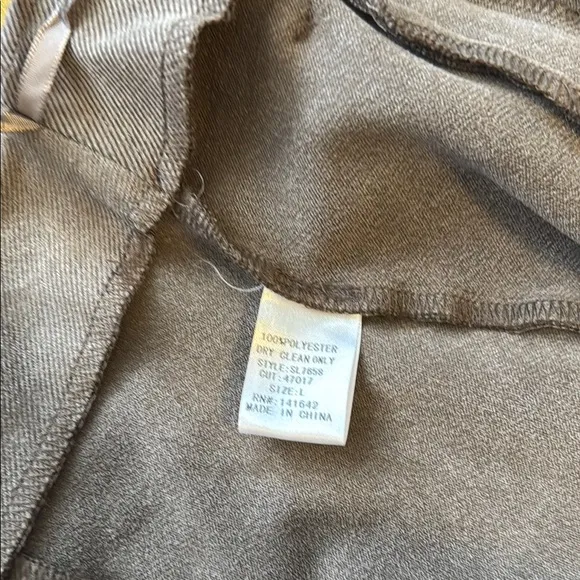 100%POLYESTER
DRY CLEAN ONLY
STYLE:SL7858
CUT:47017
SIZE:L
RN#:141642
MADE IN CHINA